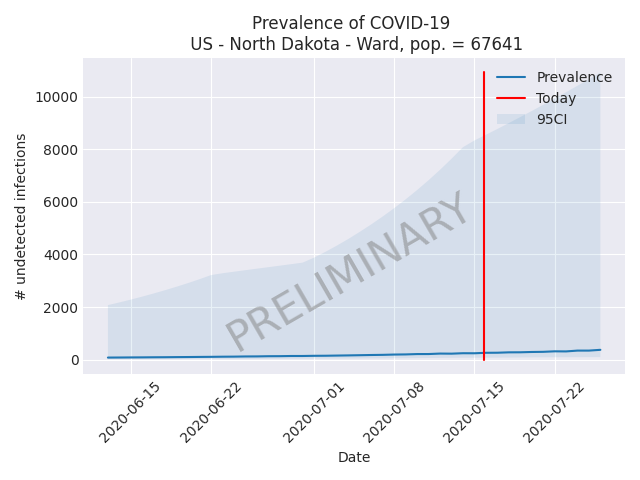 Prevalence of COVID-19
US - North Dakota - Ward, pop. = 67641
Prevalence
Today
95CI
10000
8000
6000
4000
2000
0
# undetected infections
PRELIMINARY
2020-06-15
2020-06-22
2020-07-01
2020-07-08
2020-07-15
2020-07-22
Date